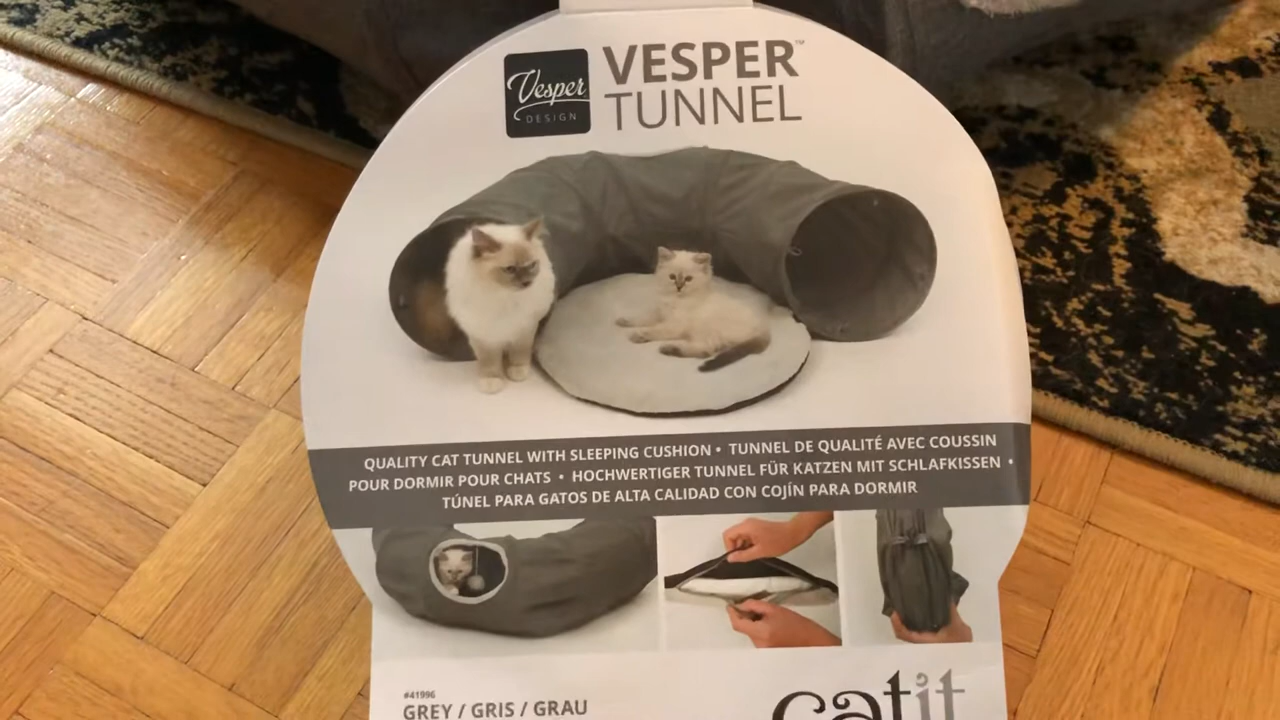 Vesper
DESIGN
VESPER™
TUNNEL
QUALITY CAT TUNNEL WITH SLEEPING CUSHION • TUNNEL DE QUALITÉ AVEC COUSSIN
POUR DORMIR POUR CHATS • HOCHWERTIGER TUNNEL FÜR KATZEN MIT SCHLAFKISSEN •
TÚNEL PARA GATOS DE ALTA CALIDAD CON COJÍN PARA DORMIR
#41996
GREY / GRIS / GRAU
catit